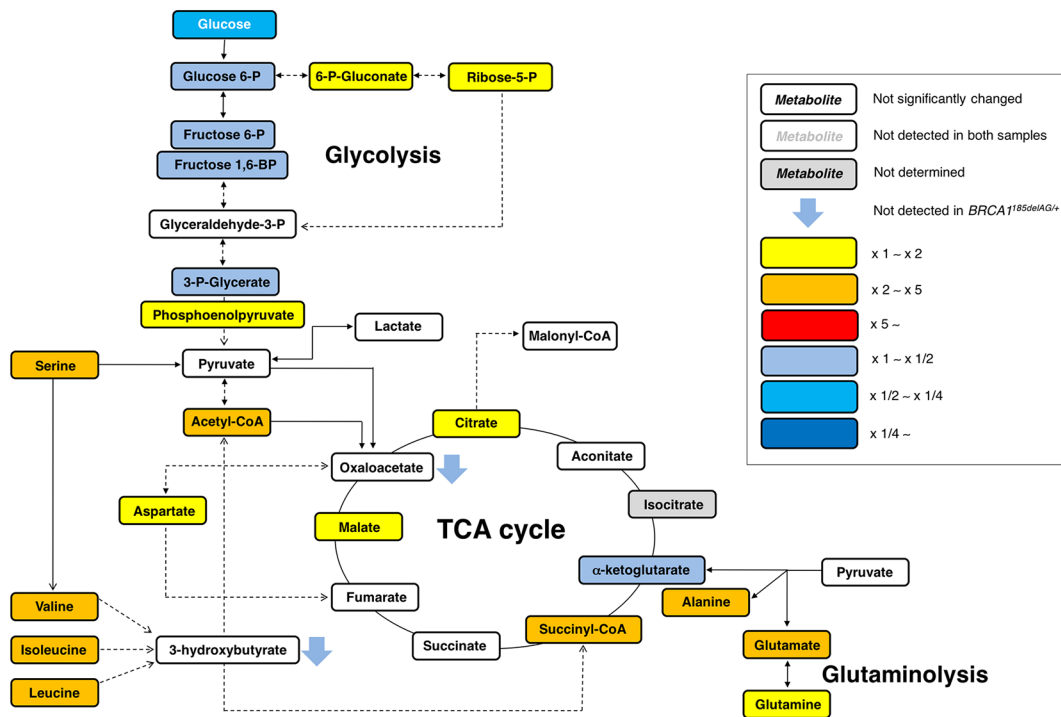 Glucose
Glucose 6-P
6-P-Gluconate
Ribose-5-P
Fructose 6-P
Fructose 1,6-BP
Glycolysis
Glyceraldehyde-3-P
3-P-Glycerate
Phosphoenolpyruvate
Lactate
Malonyl-CoA
Serine
Pyruvate
Acetyl-CoA
Citrate
Oxaloacetate
Aconitate
Aspartate
Malate
TCA cycle
Isocitrate
α-ketoglutarate
Pyruvate
Valine
Fumarate
Alanine
Isoleucine
3-hydroxybutyrate
Succinate
Succinyl-CoA
Glutamate
Leucine
Glutaminolysis
Glutamine
Metabolite Not significantly changed
Metabolite Not detected in both samples
Metabolite Not determined
Not detected in BRCA1185delAG/+
x 1 ~ x 2
x 2 ~ x 5
x 5 ~
x 1 ~ x 1/2
x 1/2 ~ x 1/4
x 1/4 ~